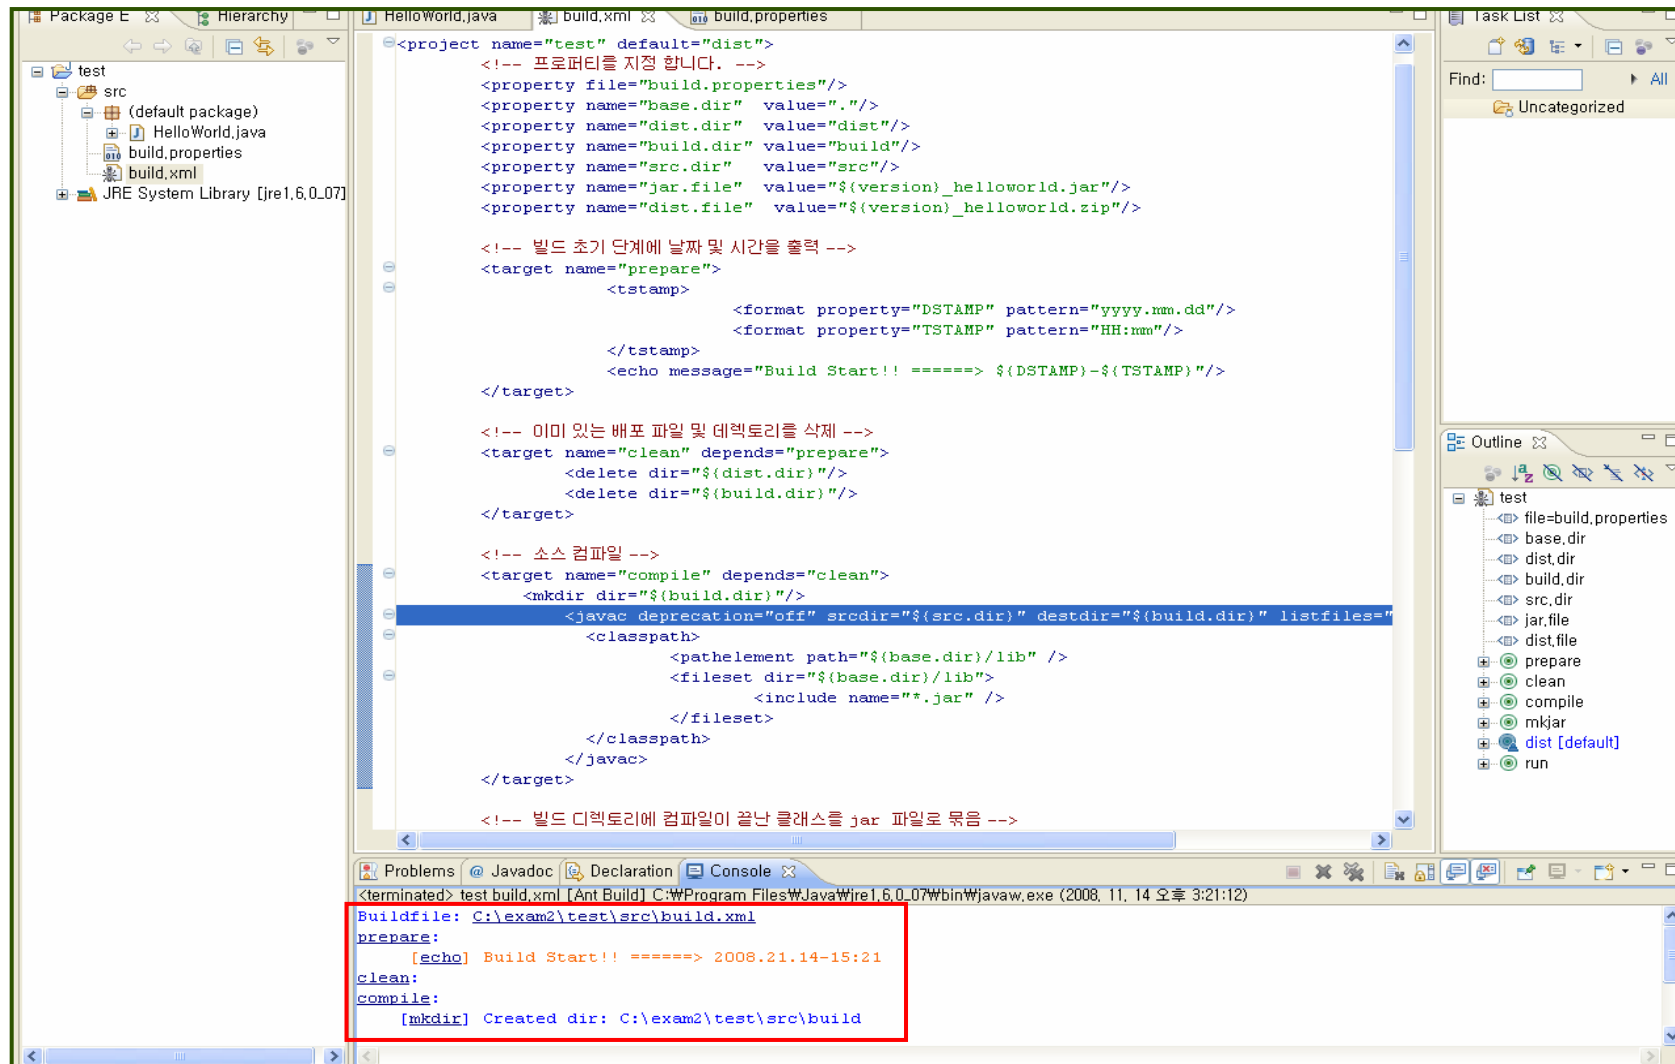 Package E
Hierarchy
HelloWorld.java
build.xml
build.properties
Task List
test
src
(default package)
HelloWorld.java
build.properties
build.xml
JRE System Library [jre1.6.0_07]
<project name="test" default="dist">
<!-- 프로퍼티를 지정 합니다. -->
<property file="build.properties"/>
<property name="base.dir" value="."/>
<property name="dist.dir" value="dist"/>
<property name="build.dir" value="build"/>
<property name="src.dir" value="src"/>
<property name="jar.file" value="${version}_helloworld.jar"/>
<property name="dist.file" value="${version}_helloworld.zip"/>
<!-- 빌드 초기 단계에 날짜 및 시간을 출력 -->
<target name="prepare">
<tstamp>
<format property="DSTAMP" pattern="yyyy.mm.dd"/>
<format property="TSTAMP" pattern="HH:mm"/>
</tstamp>
<echo message="Build Start!! ======> ${DSTAMP}-${TSTAMP}"/>
</target>
<!-- 이미 있는 배포 파일 및 데렉토리를 삭제 -->
<target name="clean" depends="prepare">
<delete dir="${dist.dir}"/>
<delete dir="${build.dir}"/>
</target>
<!-- 소스 컴파일 -->
<target name="compile" depends="clean">
<mkdir dir="${build.dir}"/>
<javac deprecation="off" srcdir="${src.dir}" destdir="${build.dir}" listfiles="
<classpath>
<pathelement path="${base.dir}/lib" />
<fileset dir="${base.dir}/lib">
<include name="*.jar" />
</fileset>
</classpath>
</javac>
</target>
<!-- 빌드 디렉토리에 컴파일이 끝난 클래스를 jar 파일로 묶음 -->
Find:
All
Uncategorized
Outline
test
file=build.properties
base.dir
dist.dir
build.dir
src.dir
jar.file
dist.file
prepare
clean
compile
mkjar
dist [default]
run
Problems
@ Javadoc
Declaration
Console
<terminated> test build.xml [Ant Build] C:₩Program Files₩Java₩jre1.6.0_07₩bin₩javaw.exe (2008. 11. 14 오후 3:21:12)
Buildfile: C:\exam2\test\src\build.xml
prepare:
[echo] Build Start!! ======> 2008.21.14-15:21
clean:
compile:
[mkdir] Created dir: C:\exam2\test\src\build